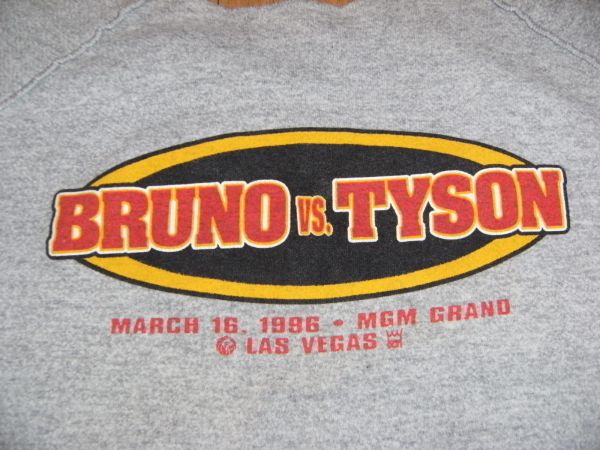 BRUNO VS. TYSON
MARCH 16, 1996 • MGM GRAND
LAS VEGAS